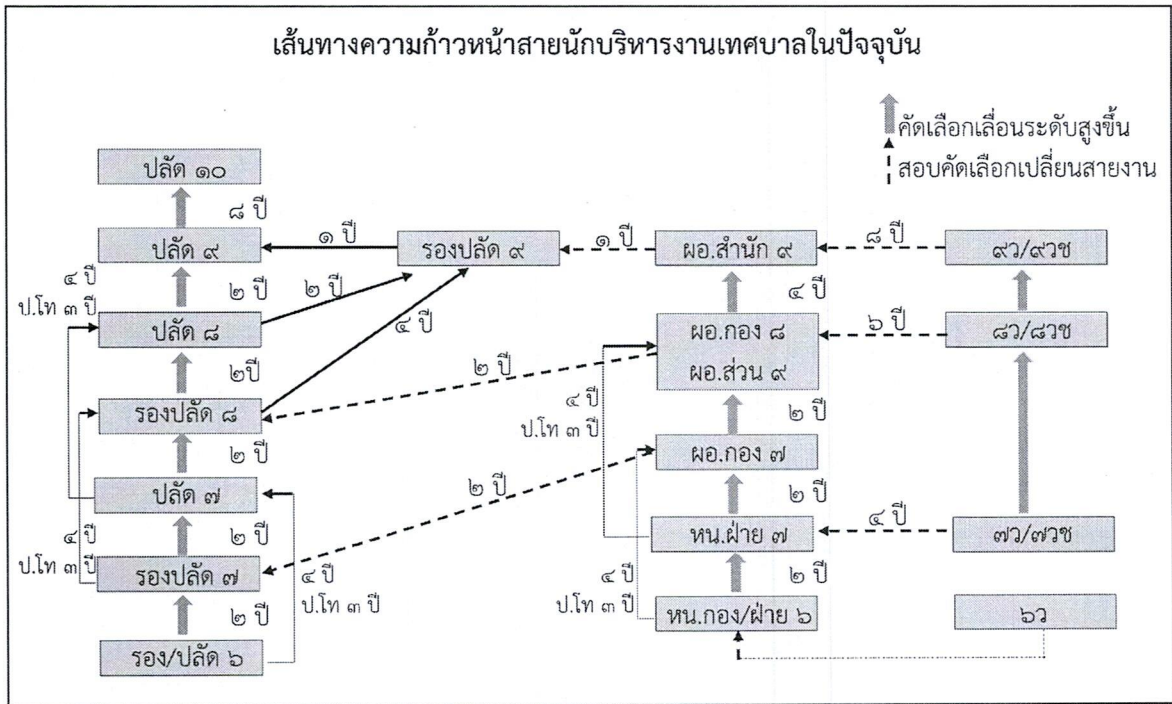 เส้นทางความก้าวหน้าสายนักบริหารงานเทศบาลในปัจจุบัน
คัดเลือกเลื่อนระดับสูงขึ้น
สอบคัดเลือกเปลี่ยนสายงาน
ปลัด ๑๐
๘ ปี
ปลัด ๙
๑ ปี
รองปลัด ๙
๑ ปี
ผอ.สำนัก ๙
๘ ปี
๙ว/๙วช
๔ ปี
ป.โท ๓ ปี
๒ ปี
๒ ปี
๔ ปี
๔ ปี
ปลัด ๘
ผอ.กอง ๘
ผอ.ส่วน ๙
๖ ปี
๘ว/๘วช
๒ปี
๒ ปี
รองปลัด ๘
๔ ปี
ป.โท ๓ ปี
๒ ปี
๒ ปี
ผอ.กอง ๗
๒ ปี
ปลัด ๗
๒ ปี
๔ ปี
ป.โท ๓ ปี
๒ ปี
หน.ฝ่าย ๗
๔ ปี
๗ว/๗วช
รองปลัด ๗
๔ ปี
ป.โท ๓ ปี
๔ ปี
ป.โท ๓ ปี
๒ ปี
๒ ปี
หน.กอง/ฝ่าย ๖
๖ว
รอง/ปลัด ๖